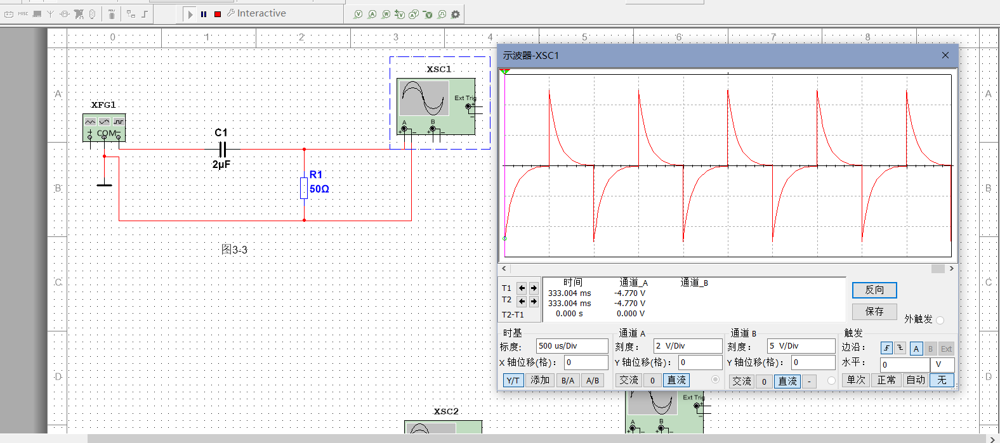 MISC
Interactive
0 1 2 3 4 5 6 7 8
A
B
C
D
A
B
C
D
XFG1
COM
C1
2µF
R1
50Ω
图3-3
XSC1
Ext Trig
A
B
XSC2
Ext Trig
A
B
示波器-XSC1
时间 通道_A 通道_B
T1 333.004 ms -4.770 V
T2 333.004 ms -4.770 V
T2-T1 0.000 s 0.000 V
反向
保存
外触发
时基
标度: 500 us/Div
X 轴位移(格): 0
Y/T 添加 B/A A/B
通道 A
刻度: 2 V/Div
Y 轴位移(格): 0
交流 0 直流
通道 B
刻度: 5 V/Div
Y 轴位移(格): 0
交流 0 直流 -
触发
边沿: A B Ext
水平: 0 V
单次 正常 自动 无